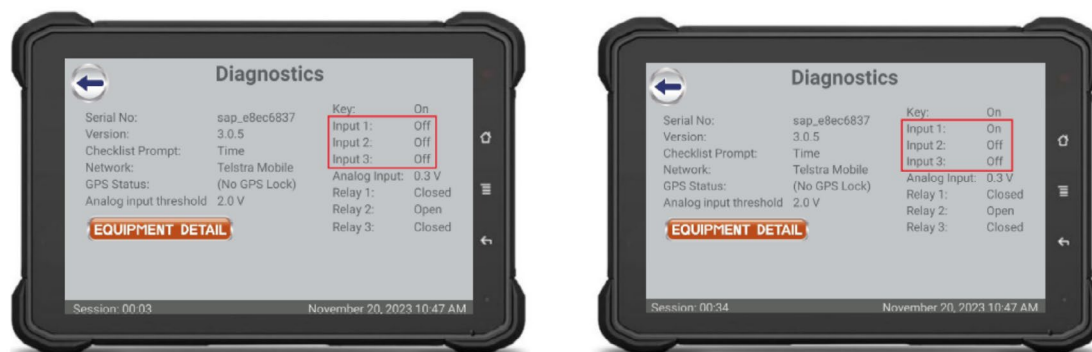 Diagnostics
Serial No: sap_e8ec6837
Version: 3.0.5
Checklist Prompt: Time
Network: Telstra Mobile
GPS Status: (No GPS Lock)
Analog input threshold 2.0 V
EQUIPMENT DETAIL
Key: On
Input 1: Off
Input 2: Off
Input 3: Off
Analog Input: 0.3 V
Relay 1: Closed
Relay 2: Open
Relay 3: Closed
Session: 00:03 November 20, 2023 10:47 AM
Diagnostics
Serial No: sap_e8ec6837
Version: 3.0.5
Checklist Prompt: Time
Network: Telstra Mobile
GPS Status: (No GPS Lock)
Analog input threshold 2.0 V
EQUIPMENT DETAIL
Key: On
Input 1: On
Input 2: Off
Input 3: Off
Analog Input: 0.3 V
Relay 1: Closed
Relay 2: Open
Relay 3: Closed
Session: 00:34 November 20, 2023 10:47 AM